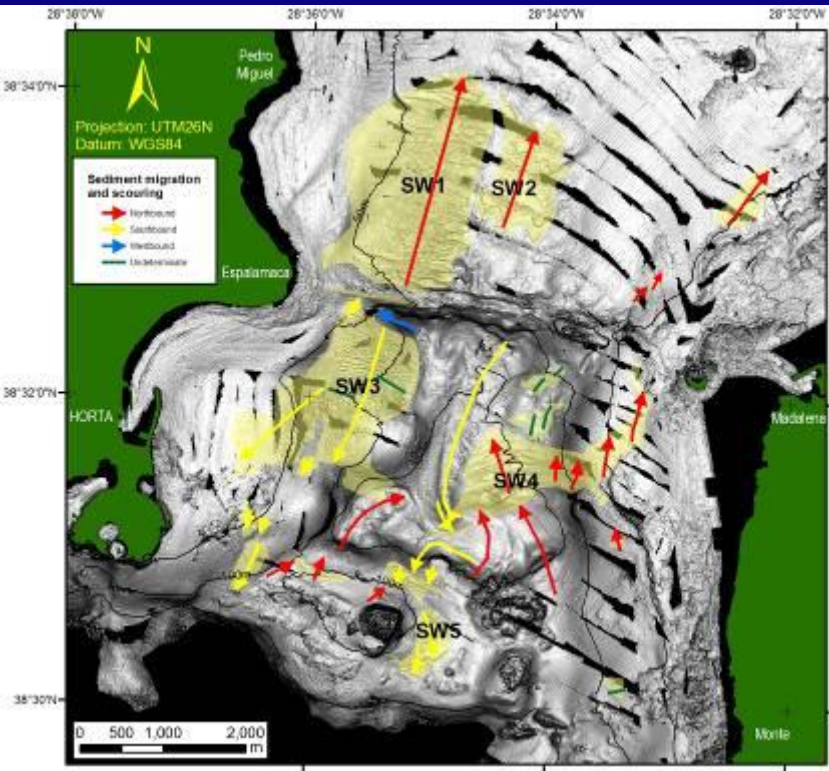 28°38'0"W
28°36'0"W
28°34'0"W
28°32'0"W
N
Pedro
Miguel
38°34'0"N
Projection: UTM26N
Datum: WGS84
Sediment migration
and scouring
Northbound
Southbound
Westbound
Undeterminate
SW1
SW2
Espalamaca
SW3
38°32'0"N
HORTA
Madalena
SW4
SW5
38°30'0"N
0 500 1,000 2,000
m
Monte